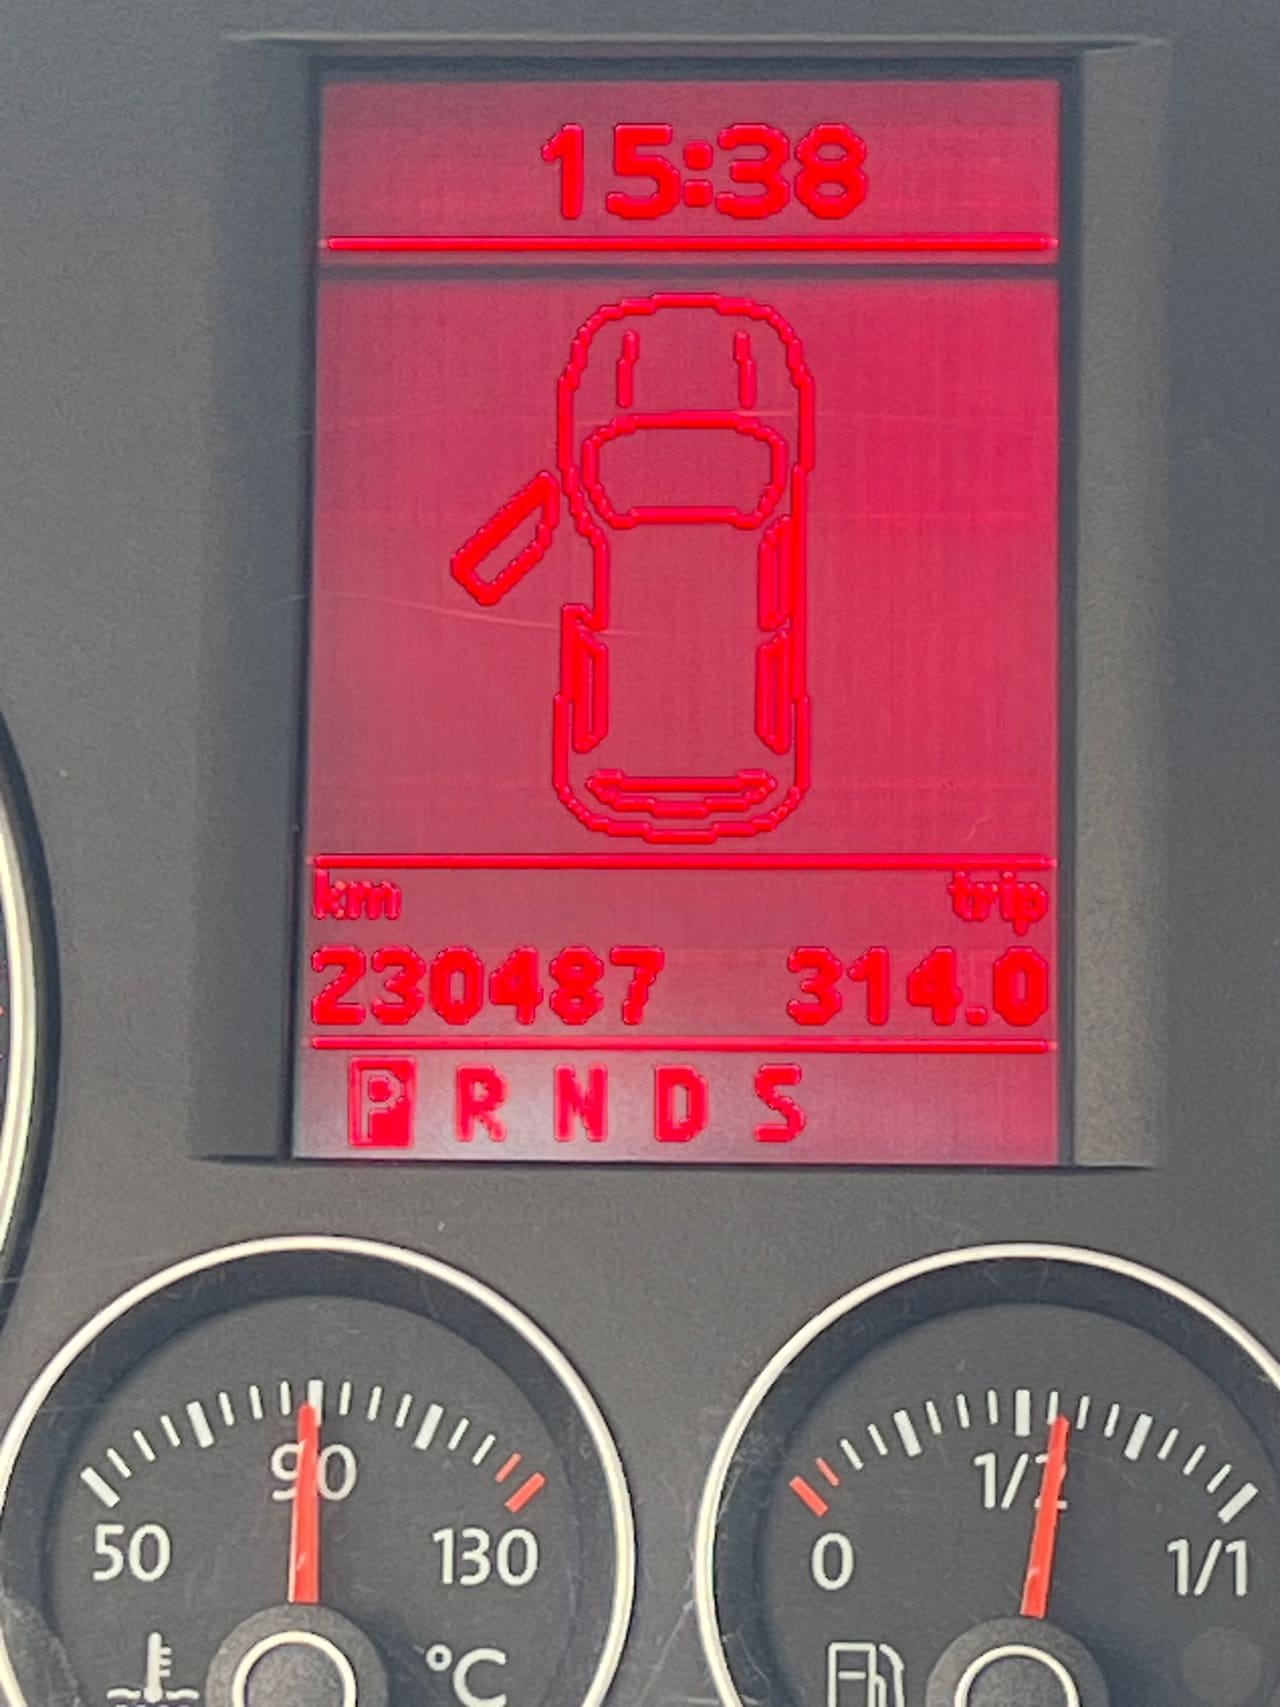 15:38
km trip
230487 314.0
P R N D S
90 1/2
50 130 0 1/1
°C